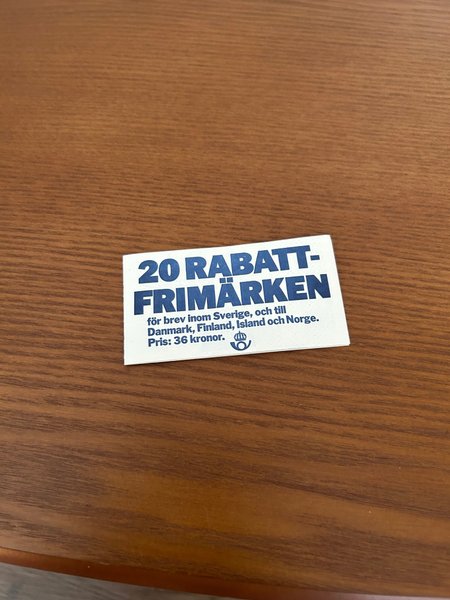 20 RABATT-
FRIMÄRKEN
för brev inom Sverige, och till
Danmark, Finland, Island och Norge.
Pris: 36 kronor.